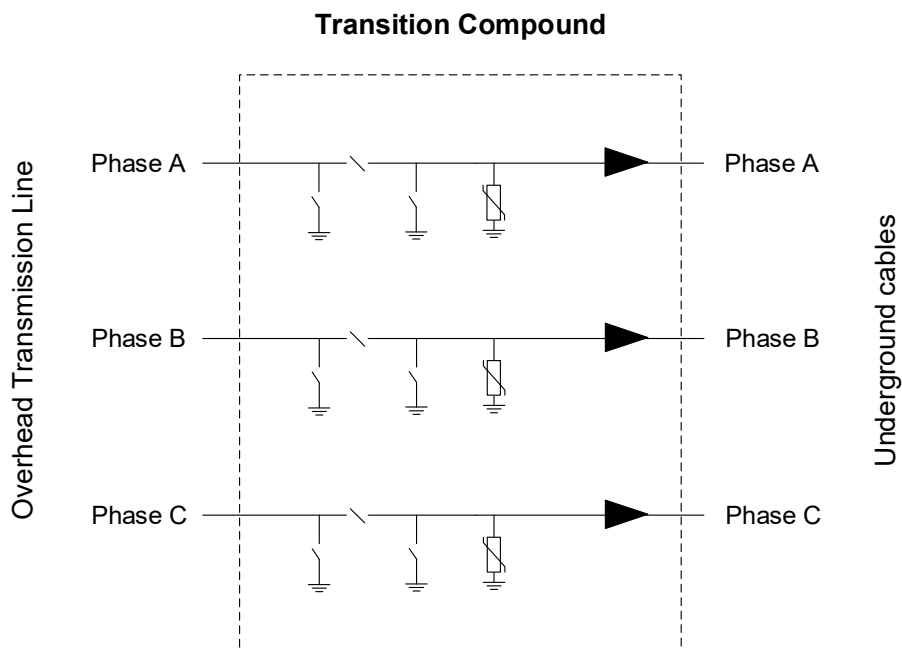 Transition Compound
Overhead Transmission Line
Phase A
Phase A
Phase B
Phase B
Phase C
Phase C
Underground cables